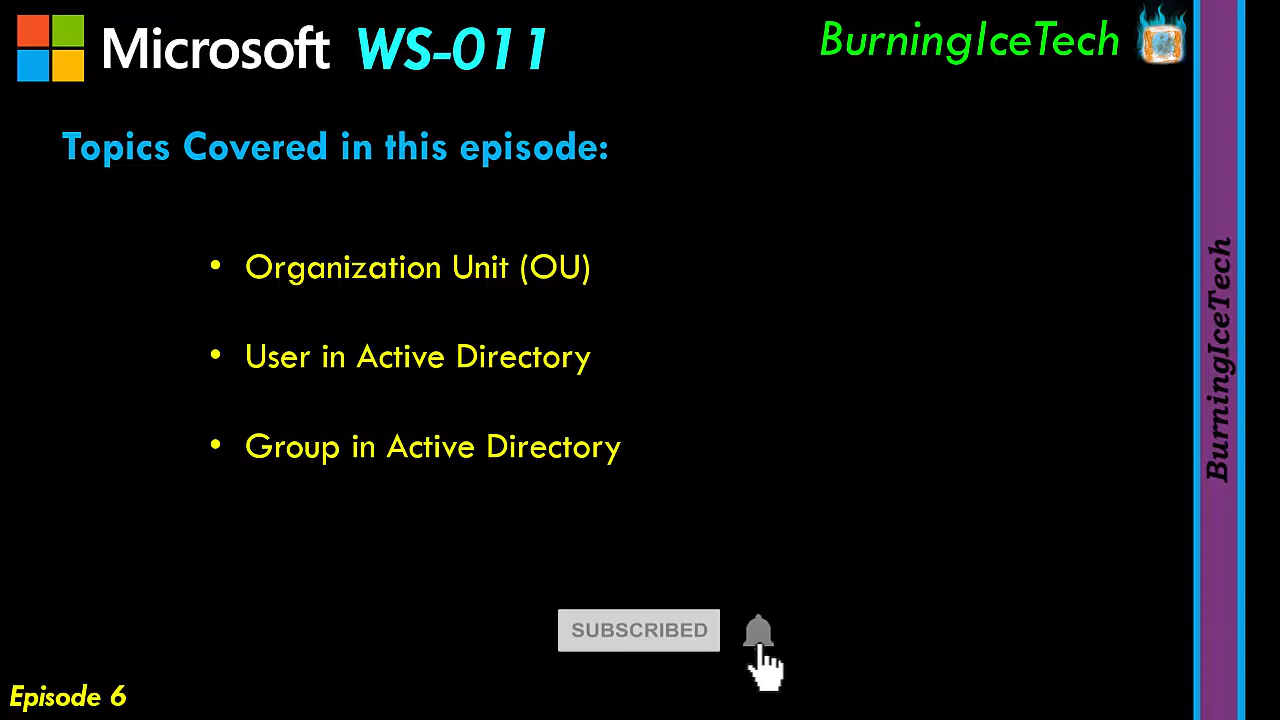 Microsoft WS-011
BurningIceTech
Topics Covered in this episode:
• Organization Unit (OU)
• User in Active Directory
• Group in Active Directory
BurningIceTech
SUBSCRIBED
Episode 6